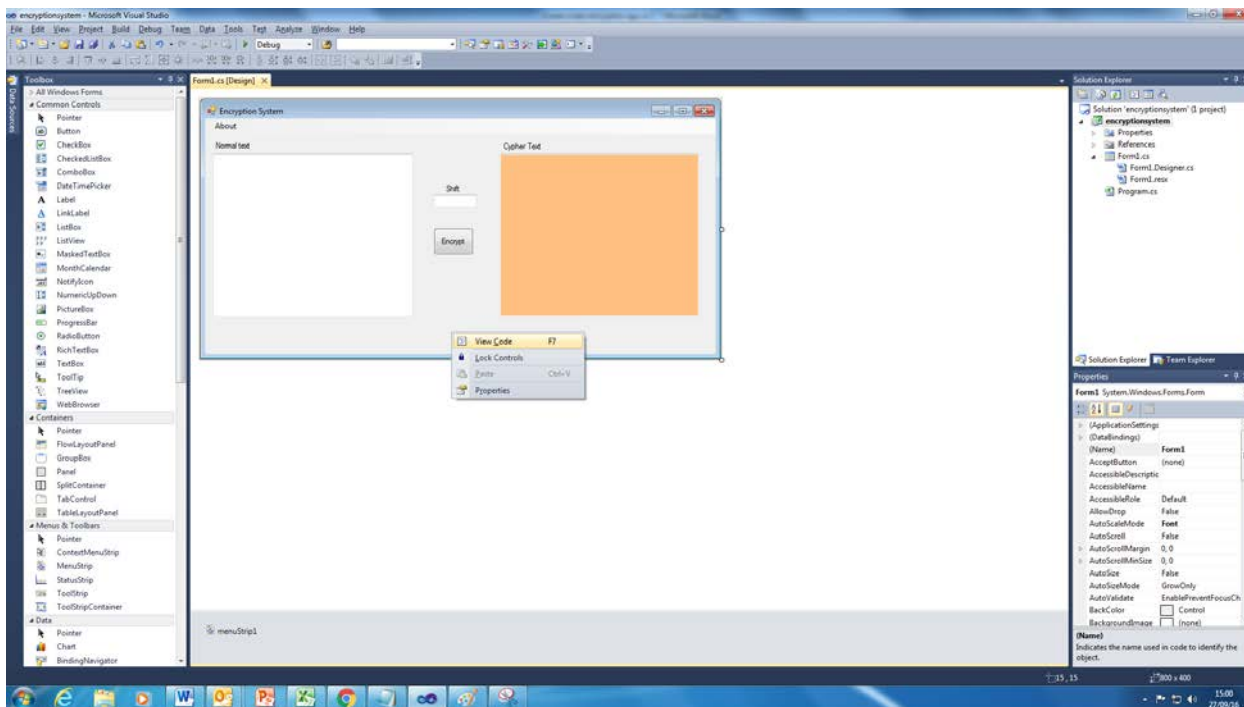 encryptionsystem - Microsoft Visual Studio
File Edit View Project Build Debug Team Data Tools Test Analyze Window Help
Debug
Toolbox
All Windows Forms
Common Controls
Pointer
Button
CheckBox
CheckedListBox
ComboBox
DateTimePicker
Label
LinkLabel
ListBox
ListView
MaskedTextBox
MonthCalendar
NotifyIcon
NumericUpDown
PictureBox
ProgressBar
RadioButton
RichTextBox
TextBox
ToolTip
TreeView
WebBrowser
Containers
Pointer
FlowLayoutPanel
GroupBox
Panel
SplitContainer
TabControl
TableLayoutPanel
Menus & Toolbars
Pointer
ContextMenuStrip
MenuStrip
StatusStrip
ToolStrip
ToolStripContainer
Data
Pointer
Chart
BindingNavigator
Data Sources
Form1.cs [Design]
Encryption System
About
Normal text
Cypher Text
Shift
Encrypt
View Code F7
Lock Controls
Paste Ctrl+V
Properties
menuStrip1
Solution Explorer
Solution 'encryptionsystem' (1 project)
encryptionsystem
Properties
References
Form1.cs
Form1.Designer.cs
Form1.resx
Program.cs
Solution Explorer Team Explorer
Properties
Form1 System.Windows.Forms.Form
(ApplicationSettings
(DataBindings)
(Name) Form1
AcceptButton (none)
AccessibleDescriptic
AccessibleName
AccessibleRole Default
AllowDrop False
AutoScaleMode Font
AutoScroll False
AutoScrollMargin 0, 0
AutoScrollMinSize 0, 0
AutoSize False
AutoSizeMode GrowOnly
AutoValidate EnablePreventFocusCh
BackColor Control
BackgroundImage (none)
(Name)
Indicates the name used in code to identify the
object.
15, 15 800 x 400
15:00
27/09/16